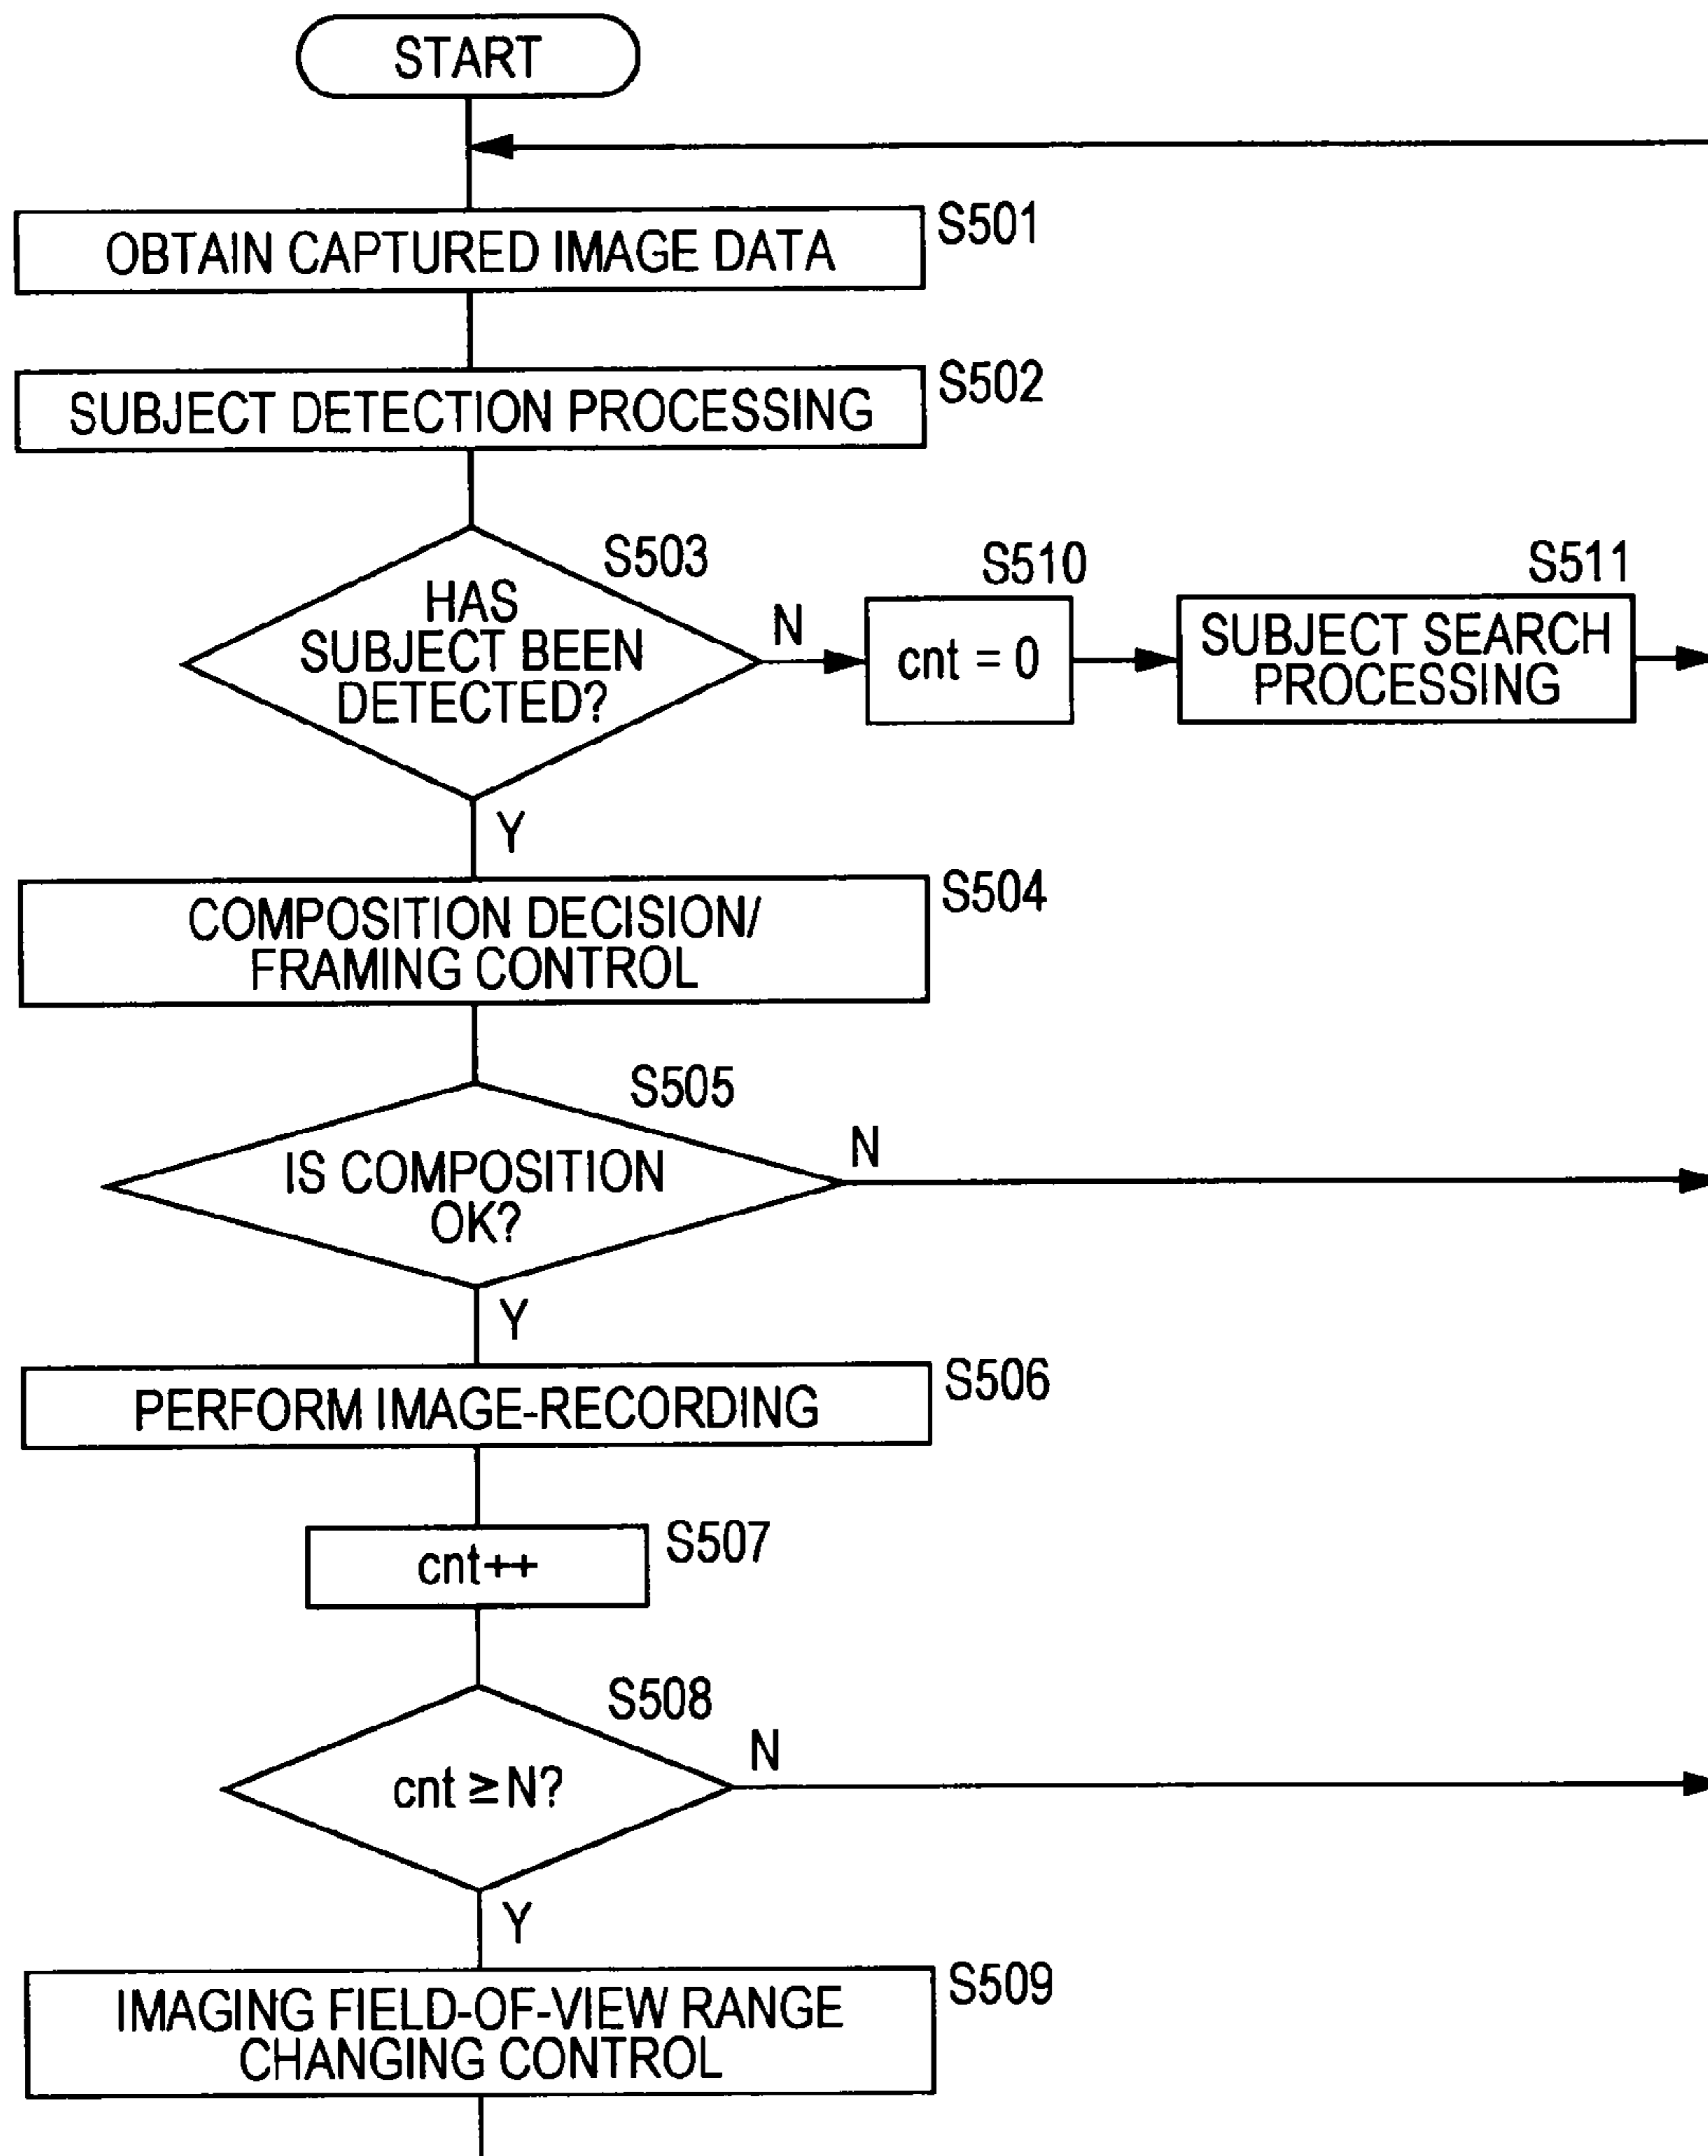 START
OBTAIN CAPTURED IMAGE DATA
S501
SUBJECT DETECTION PROCESSING
S502
HAS
SUBJECT BEEN
DETECTED?
S503
N
cnt = 0
S510
SUBJECT SEARCH
PROCESSING
S511
Y
COMPOSITION DECISION/
FRAMING CONTROL
S504
IS COMPOSITION
OK?
S505
N
Y
PERFORM IMAGE-RECORDING
S506
cnt++
S507
cnt ≥ N?
S508
N
Y
IMAGING FIELD-OF-VIEW RANGE
CHANGING CONTROL
S509